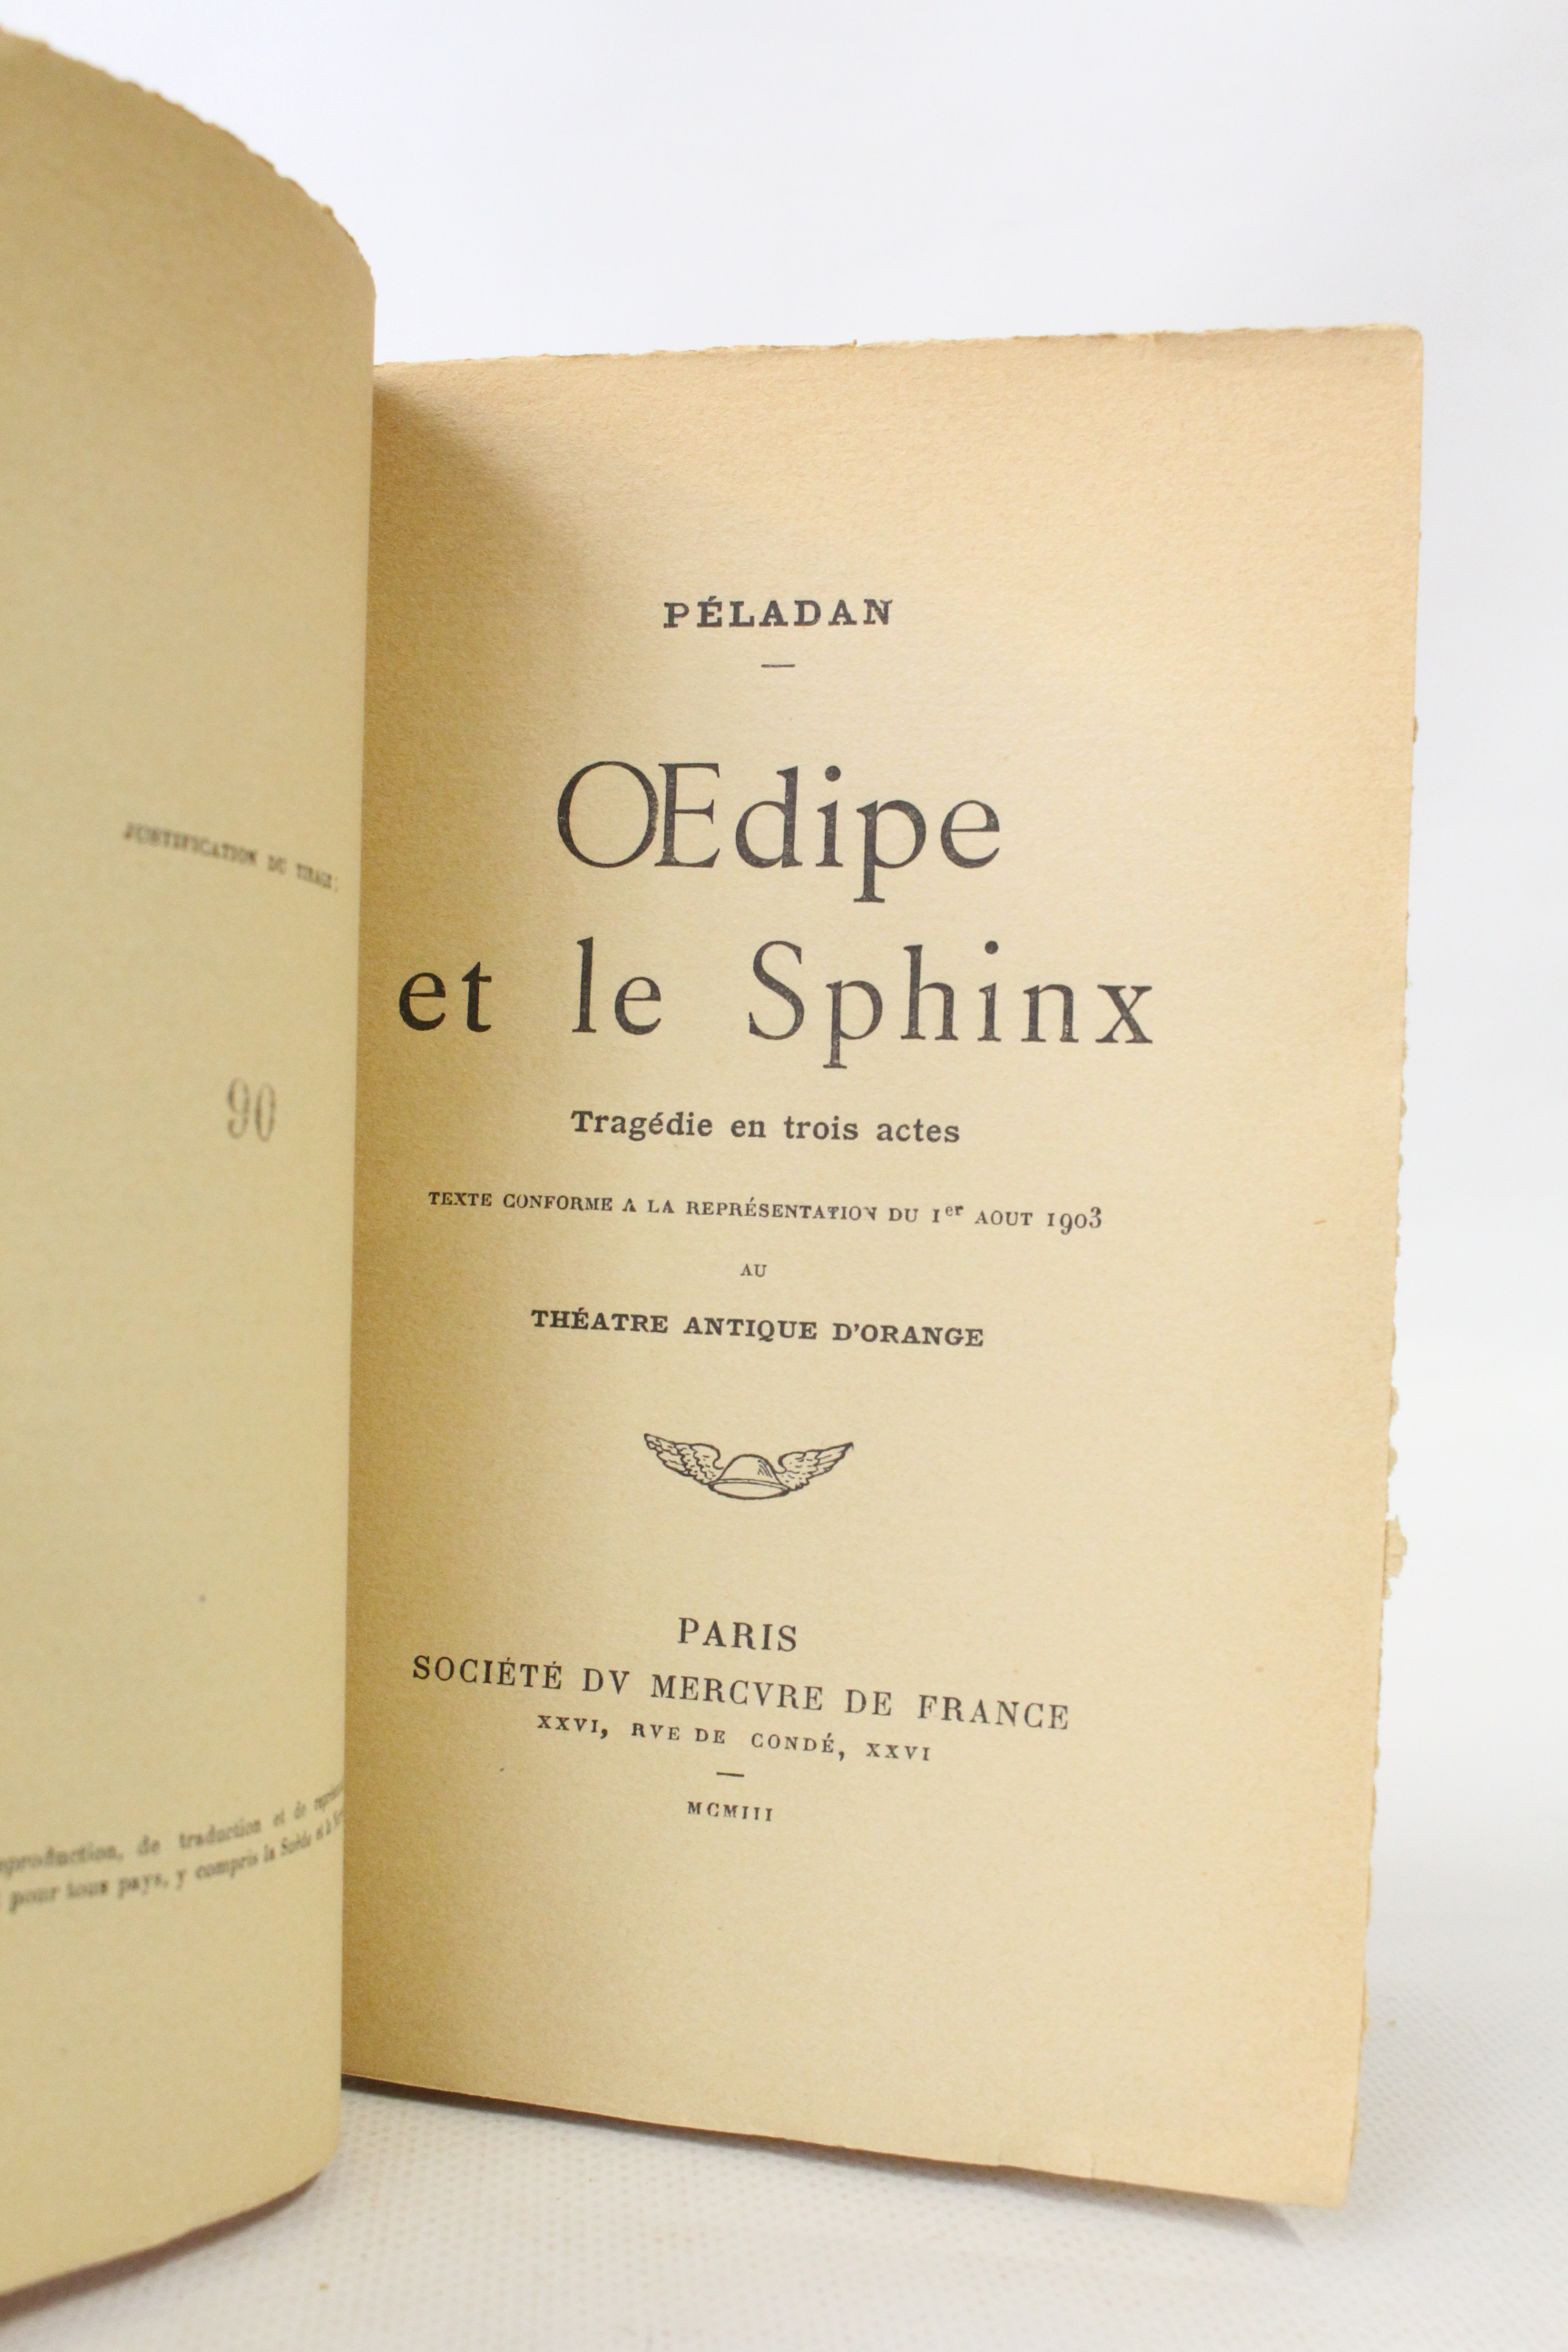 JUSTIFICATION DU TIRAGE:
90
production, de traduction et de
pour tous pays, y compris la Suède et la
PÉLADAN
ŒEdipe
et le Sphinx
Tragédie en trois actes
TEXTE CONFORME A LA REPRÉSENTATION DU 1er AOUT 1903
AU
THÉATRE ANTIQUE D'ORANGE
PARIS
SOCIÉTÉ DV MERCVRE DE FRANCE
XXVI, RVE DE CONDÉ, XXVI
MCMIII